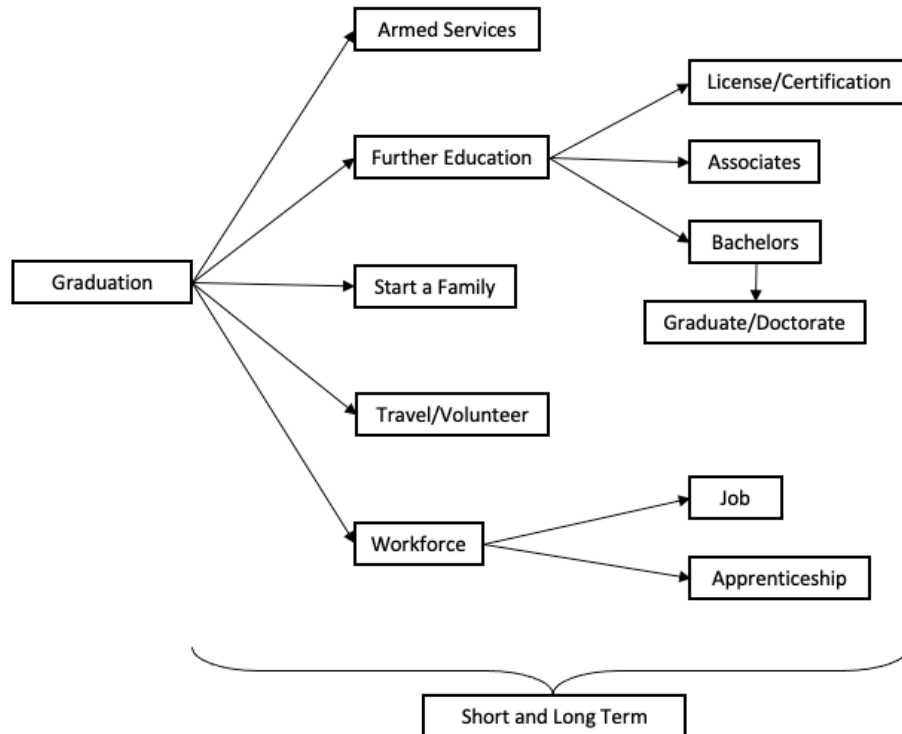 Armed Services
License/Certification
Further Education
Associates
Bachelors
Graduation
Start a Family
Graduate/Doctorate
Travel/Volunteer
Job
Workforce
Apprenticeship
Short and Long Term